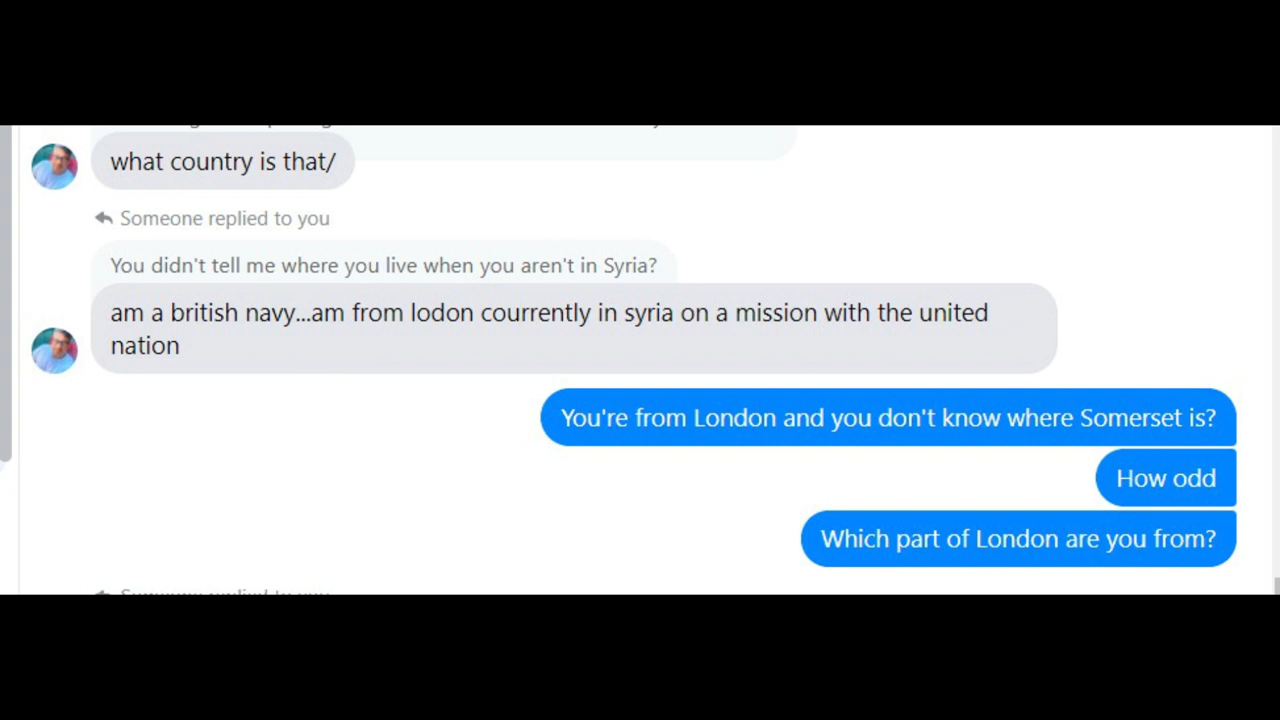 what country is that/
Someone replied to you
You didn't tell me where you live when you aren't in Syria?
am a british navy...am from lodon courrently in syria on a mission with the united
nation
You're from London and you don't know where Somerset is?
How odd
Which part of London are you from?